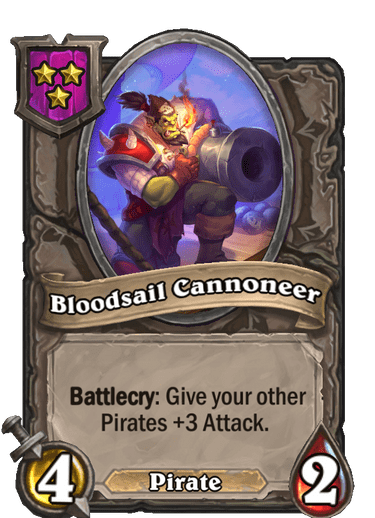 Bloodsail Cannoneer
Battlecry: Give your other
Pirates +3 Attack.
4
Pirate
2